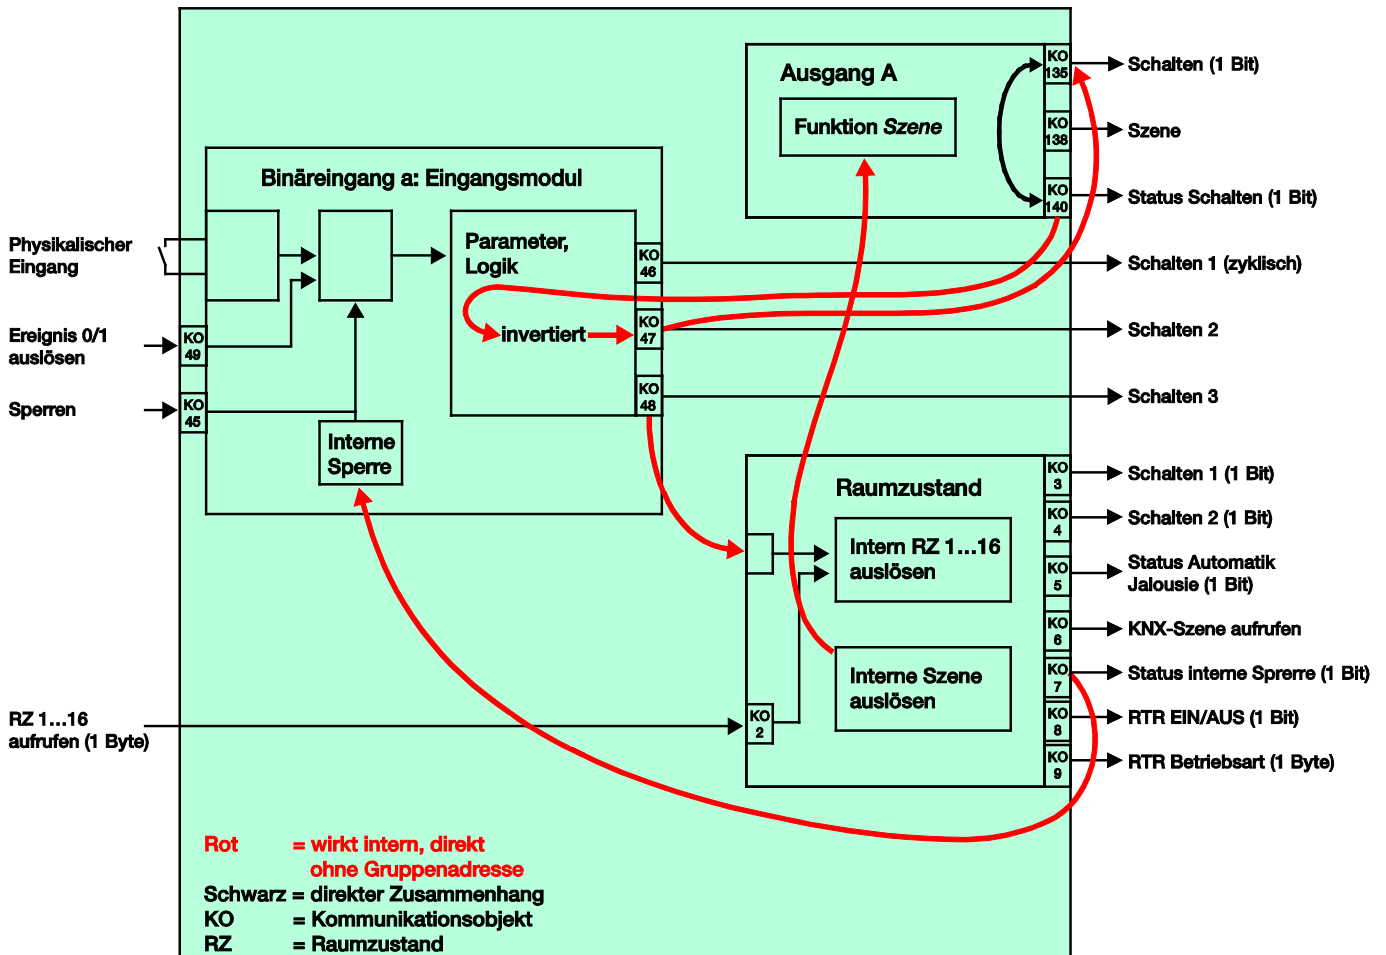 Ausgang A
Funktion Szene
KO
135
Schalten (1 Bit)
KO
138
Szene
KO
140
Status Schalten (1 Bit)
Binäreingang a: Eingangsmodul
Physikalischer
Eingang
Parameter,
Logik
invertiert
KO
46
Schalten 1 (zyklisch)
KO
47
Schalten 2
KO
48
Schalten 3
Ereignis 0/1
auslösen
KO
49
Sperren
KO
45
Interne
Sperre
Raumzustand
Intern RZ 1...16
auslösen
Interne Szene
auslösen
KO
3
Schalten 1 (1 Bit)
KO
4
Schalten 2 (1 Bit)
KO
5
Status Automatik
Jalousie (1 Bit)
KO
6
KNX-Szene aufrufen
KO
7
Status interne Sprerre (1 Bit)
KO
8
RTR EIN/AUS (1 Bit)
KO
9
RTR Betriebsart (1 Byte)
RZ 1...16
aufrufen (1 Byte)
KO
2
Rot = wirkt intern, direkt
ohne Gruppenadresse
Schwarz = direkter Zusammenhang
KO = Kommunikationsobjekt
RZ = Raumzustand